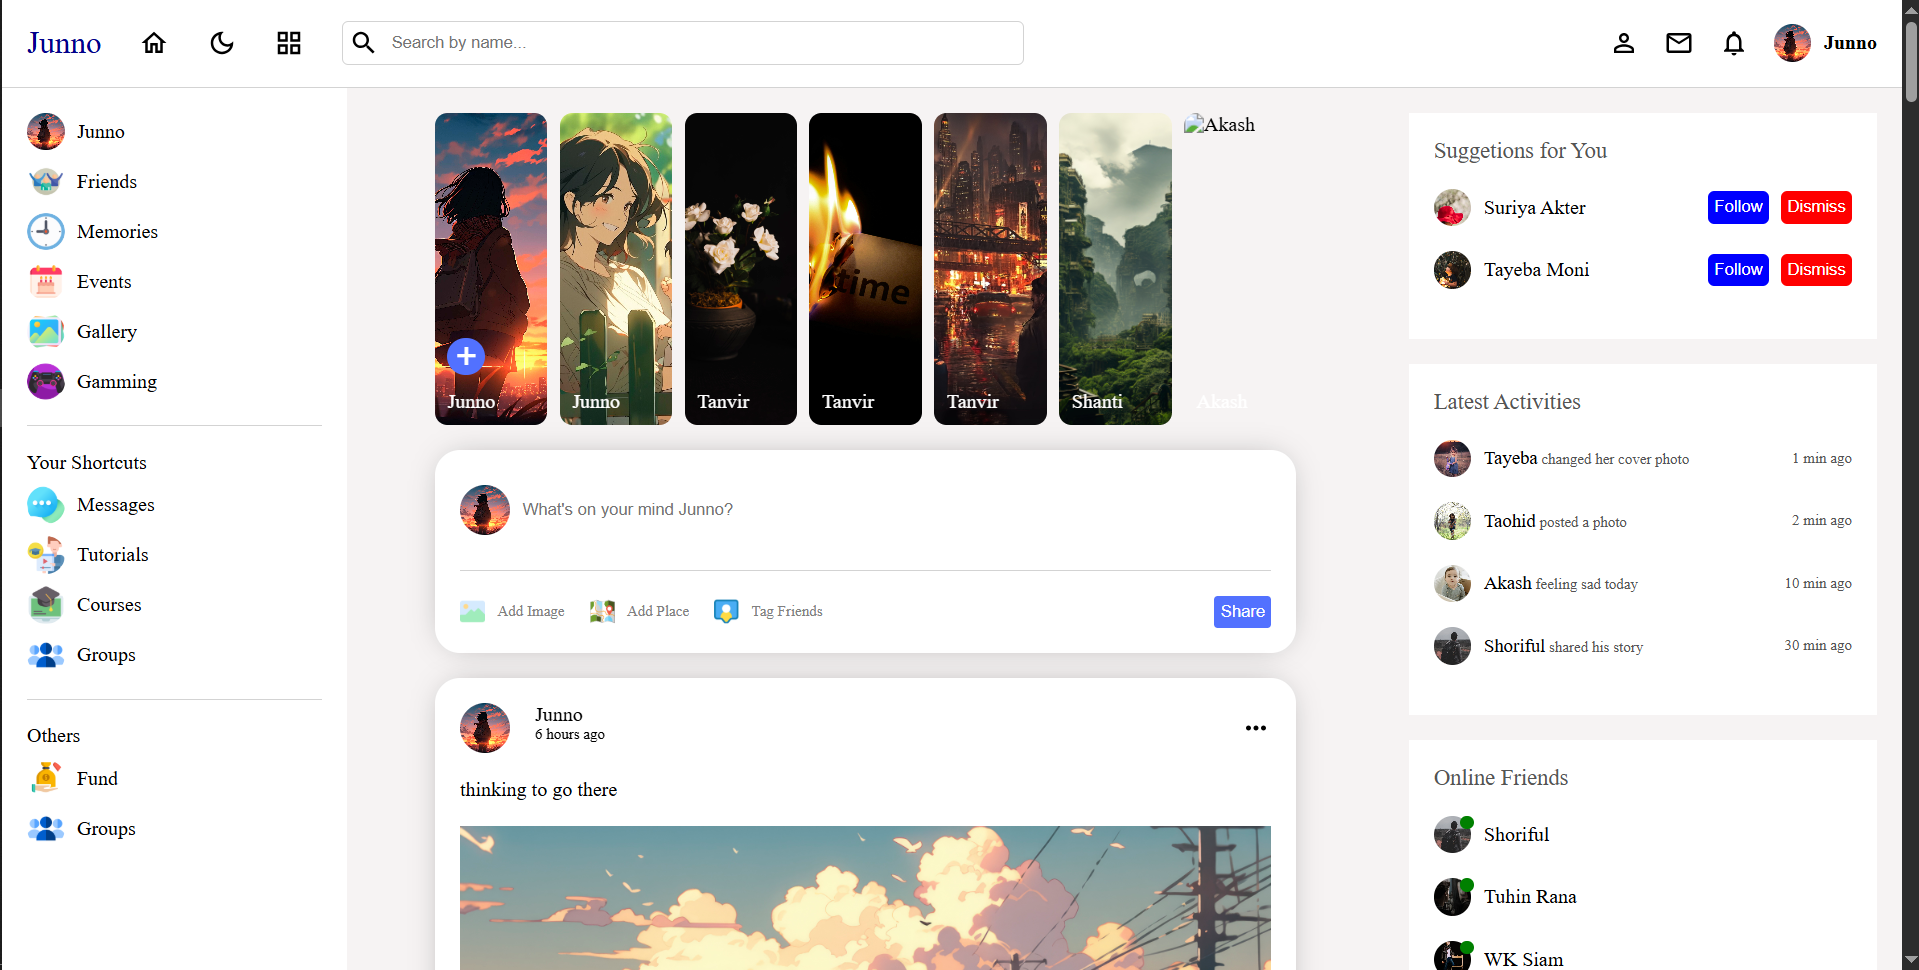 Junno
Search by name...
Junno
Junno
Friends
Memories
Events
Gallery
Gamming
Your Shortcuts
Messages
Tutorials
Courses
Groups
Others
Fund
Groups
Akash
time
Junno
Junno
Tanvir
Tanvir
Tanvir
Shanti
Akash
What's on your mind Junno?
Add Image
Add Place
Tag Friends
Share
Junno
6 hours ago
thinking to go there
Suggetions for You
Suriya Akter Follow Dismiss
Tayeba Moni Follow Dismiss
Latest Activities
Tayeba changed her cover photo 1 min ago
Taohid posted a photo 2 min ago
Akash feeling sad today 10 min ago
Shoriful shared his story 30 min ago
Online Friends
Shoriful
Tuhin Rana
WK Siam